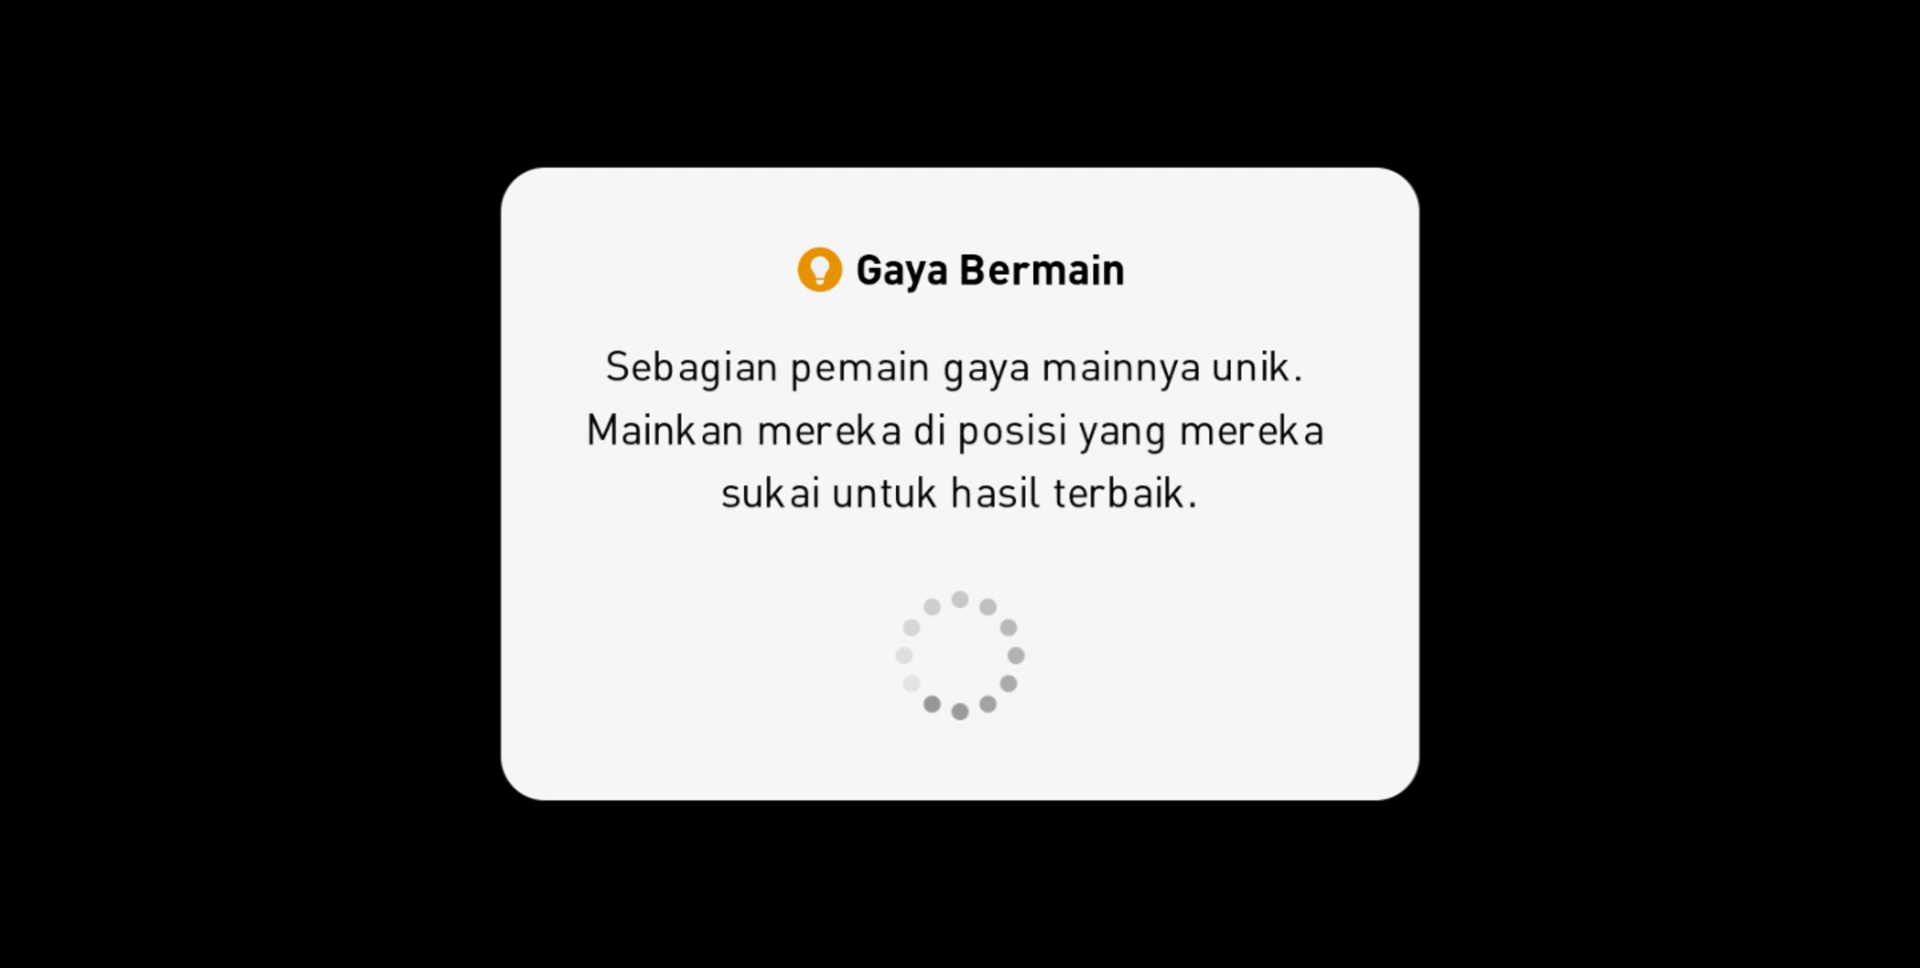 Gaya Bermain
Sebagian pemain gaya mainnya unik.
Mainkan mereka di posisi yang mereka
sukai untuk hasil terbaik.